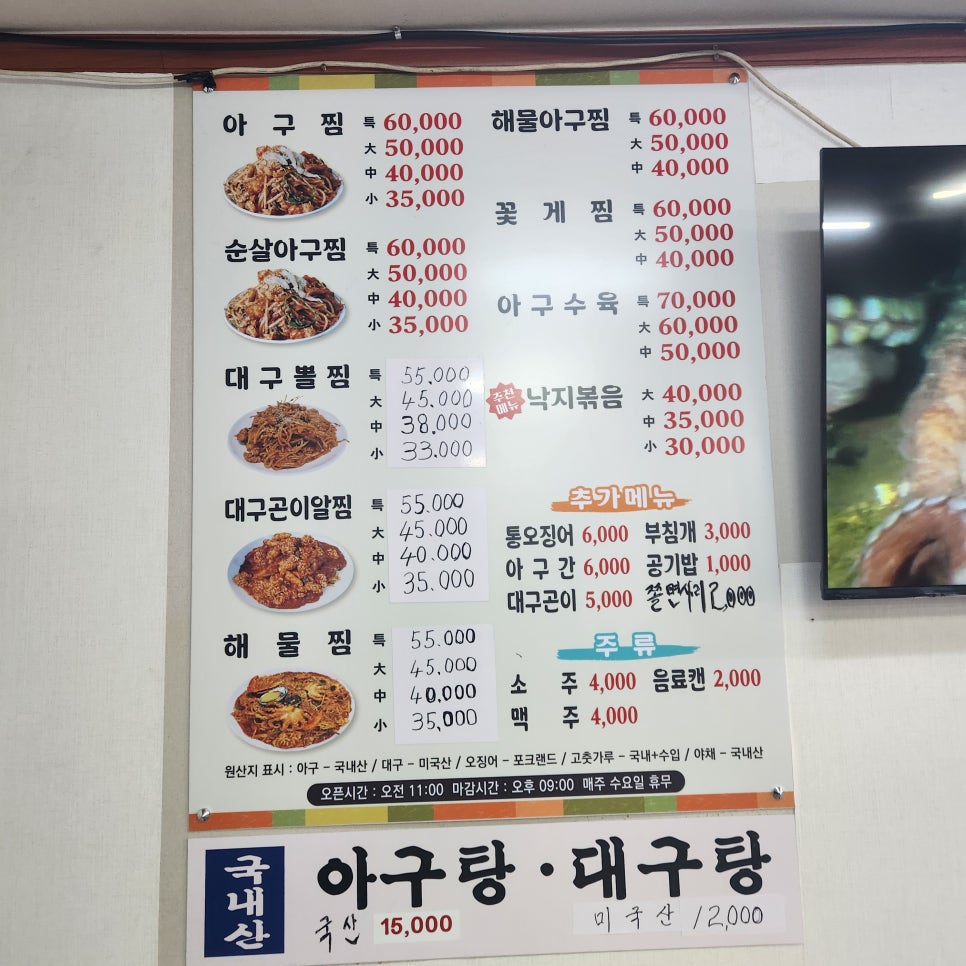 아구찜 특 60,000
大 50,000
中 40,000
小 35,000
순살아구찜 특 60,000
大 50,000
中 40,000
小 35,000
대구뽈찜 특 55.000
大 45.000
中 38.000
小 33.000
대구곤이알찜 특 55.000
大 45.000
中 40.000
小 35.000
해물찜 특 55.000
大 45,000
中 40,000
小 35,000
해물아구찜 특 60,000
大 50,000
中 40,000
꽃게찜 특 60,000
大 50,000
中 40,000
아구수육 특 70,000
大 60,000
中 50,000
추천
메뉴
낙지볶음 大 40,000
中 35,000
小 30,000
추가메뉴
통오징어 6,000 부침개 3,000
아구간 6,000 공기밥 1,000
대구곤이 5,000 쫄면사리 2,000
주류
소주 4,000 음료캔 2,000
맥주 4,000
원산지 표시 : 아구 - 국내산 / 대구 - 미국산 / 오징어 - 포크랜드 / 고춧가루 - 국내+수입 / 야채 - 국내산
오픈시간 : 오전 11:00 마감시간 : 오후 09:00 매주 수요일 휴무
국내산
아구탕 · 대구탕
국산 15,000 미국산 12,000